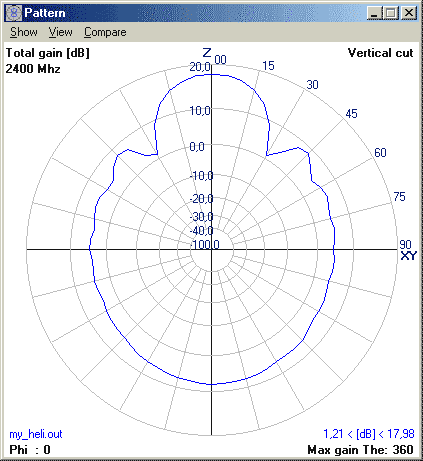 Pattern
Show View Compare
Total gain [dB] Z Vertical cut
2400 Mhz
20,0 00 15
30
10,0
45
0,0
60
-10,0
75
-20,0
-30,0
-40,0
-100,0 90
XY
my_heli.out 1,21 < [dB] < 17,98
Phi : 0 Max gain The: 360